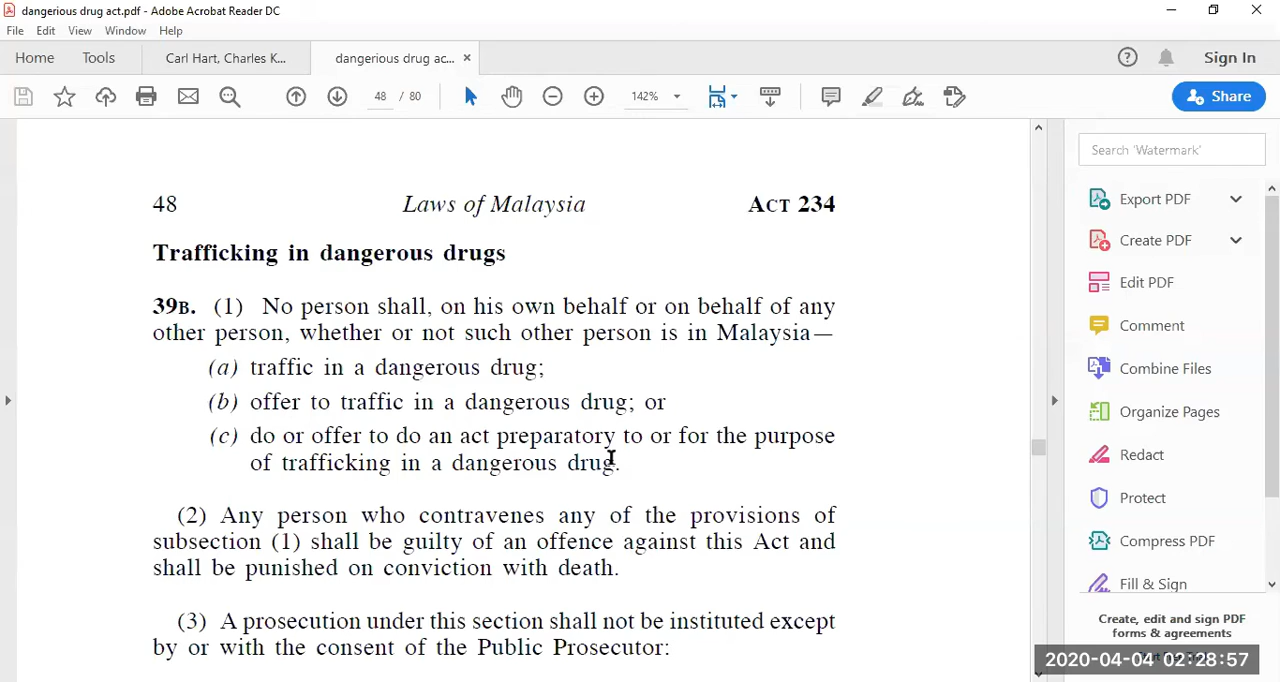 dangerious drug act.pdf - Adobe Acrobat Reader DC
File Edit View Window Help
Home Tools Carl Hart, Charles K... dangerious drug ac... × Sign In
48 / 80 142% Share
Search 'Watermark'
48 Laws of Malaysia ACT 234
Trafficking in dangerous drugs
39B. (1) No person shall, on his own behalf or on behalf of any
other person, whether or not such other person is in Malaysia—
(a) traffic in a dangerous drug;
(b) offer to traffic in a dangerous drug; or
(c) do or offer to do an act preparatory to or for the purpose
of trafficking in a dangerous drug.
(2) Any person who contravenes any of the provisions of
subsection (1) shall be guilty of an offence against this Act and
shall be punished on conviction with death.
(3) A prosecution under this section shall not be instituted except
by or with the consent of the Public Prosecutor:
Export PDF
Create PDF
Edit PDF
Comment
Combine Files
Organize Pages
Redact
Protect
Compress PDF
Fill & Sign
Create, edit and sign PDF
forms & agreements
2020-04-04 02:28:57